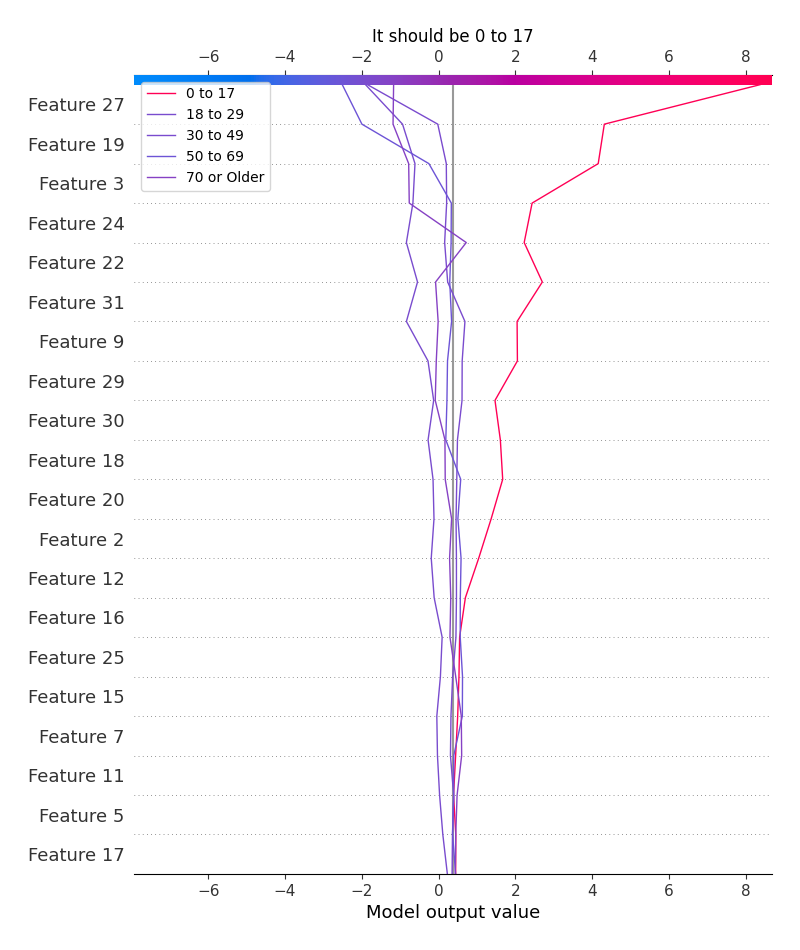 It should be 0 to 17
−6 −4 −2 0 2 4 6 8
0 to 17
18 to 29
30 to 49
50 to 69
70 or Older
Feature 27
Feature 19
Feature 3
Feature 24
Feature 22
Feature 31
Feature 9
Feature 29
Feature 30
Feature 18
Feature 20
Feature 2
Feature 12
Feature 16
Feature 25
Feature 15
Feature 7
Feature 11
Feature 5
Feature 17
−6 −4 −2 0 2 4 6 8
Model output value